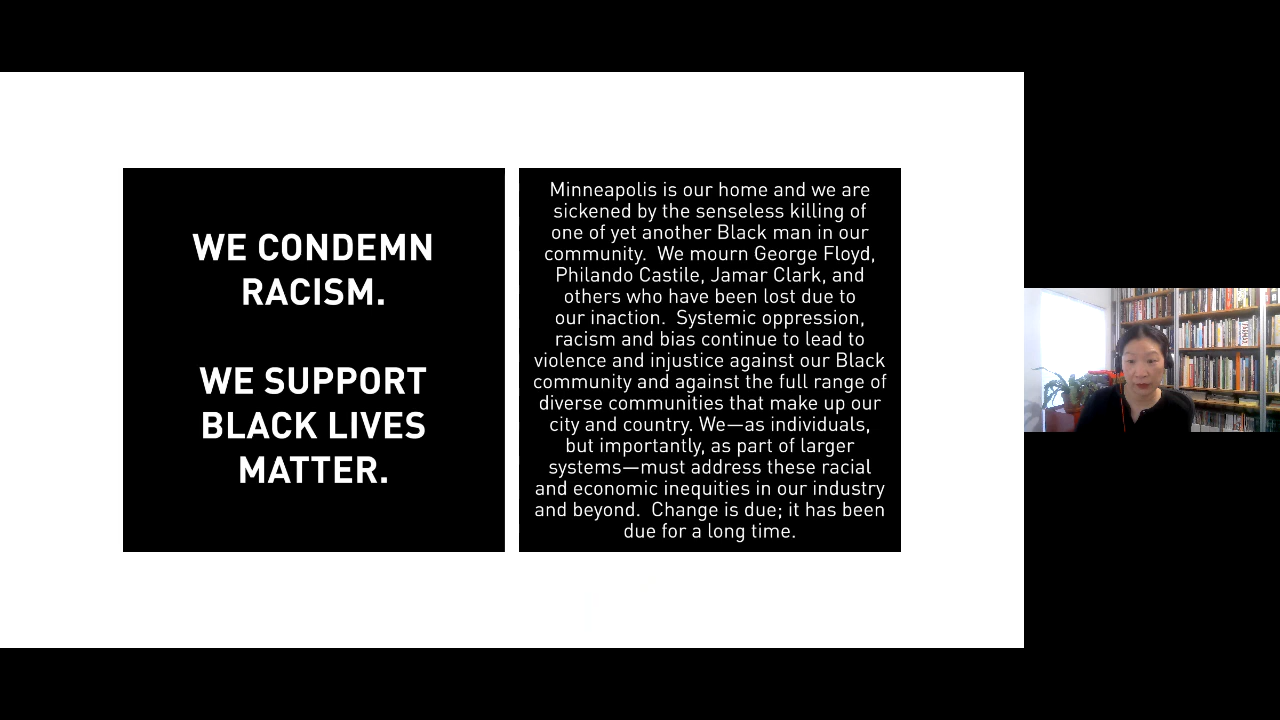 WE CONDEMN
RACISM.
WE SUPPORT
BLACK LIVES
MATTER.
Minneapolis is our home and we are
sickened by the senseless killing of
one of yet another Black man in our
community.  We mourn George Floyd,
Philando Castile, Jamar Clark, and
others who have been lost due to
our inaction.  Systemic oppression,
racism and bias continue to lead to
violence and injustice against our Black
community and against the full range of
diverse communities that make up our
city and country. We—as individuals,
but importantly, as part of larger
systems—must address these racial
and economic inequities in our industry
and beyond.  Change is due; it has been
due for a long time.